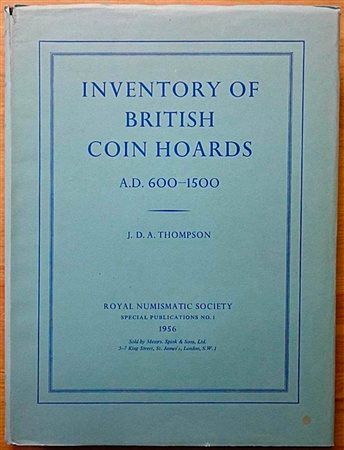 INVENTORY OF
BRITISH
COIN HOARDS
A.D. 600–1500
J. D. A. THOMPSON
ROYAL NUMISMATIC SOCIETY
SPECIAL PUBLICATIONS NO. 1
1956
Sold by Messrs. Spink & Sons, Ltd.
5–7 King Street, St. James's, London, S.W. 1